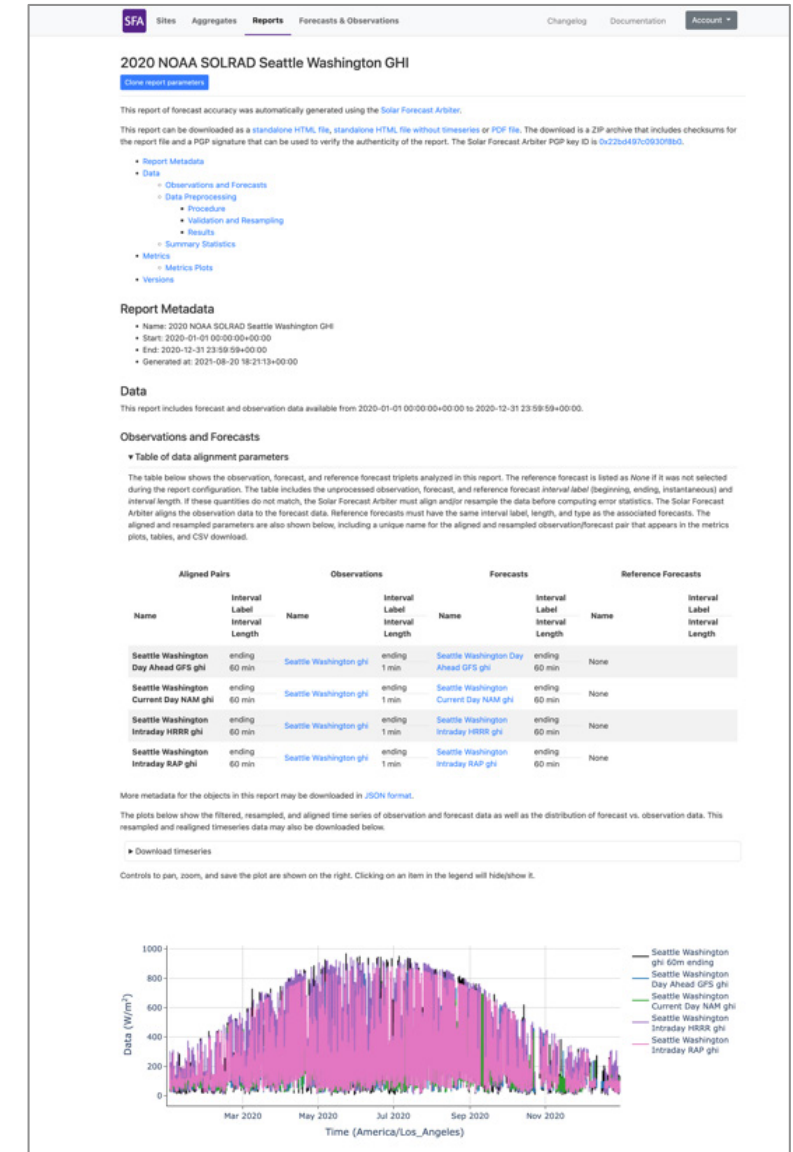 SFA Sites Aggregates Reports Forecasts & Observations Changelog Documentation Account
2020 NOAA SOLRAD Seattle Washington GHI
Clone report parameters
This report of forecast accuracy was automatically generated using the Solar Forecast Arbiter.
This report can be downloaded as a standalone HTML file, standalone HTML file without timeseries or PDF file. The download is a ZIP archive that includes checksums for
the report file and a PGP signature that can be used to verify the authenticity of the report. The Solar Forecast Arbiter PGP key ID is 0x22bd497c0930f8b0.
• Report Metadata
• Data
Observations and Forecasts
Data Preprocessing
Procedure
Validation and Resampling
Results
Summary Statistics
• Metrics
Metrics Plots
• Versions
Report Metadata
• Name: 2020 NOAA SOLRAD Seattle Washington GHI
• Start: 2020-01-01 00:00:00+00:00
• End: 2020-12-31 23:59:59+00:00
• Generated at: 2021-08-20 18:21:13+00:00
Data
This report includes forecast and observation data available from 2020-01-01 00:00:00+00:00 to 2020-12-31 23:59:59+00:00.
Observations and Forecasts
▾ Table of data alignment parameters
The table below shows the observation, forecast, and reference forecast triplets analyzed in this report. The reference forecast is listed as None if it was not selected
during the report configuration. The table includes the unprocessed observation, forecast, and reference forecast interval label (beginning, ending, instantaneous) and
interval length. If these quantities do not match, the Solar Forecast Arbiter must align and/or resample the data before computing error statistics. The Solar Forecast
Arbiter aligns the observation data to the forecast data. Reference forecasts must have the same interval label, length, and type as the associated forecasts. The
aligned and resampled parameters are also shown below, including a unique name for the aligned and resampled observation/forecast pair that appears in the metrics
plots, tables, and CSV download.
Aligned Pairs Observations Forecasts Reference Forecasts
Name Interval Label Interval Length Name Interval Label Interval Length Name Interval Label Interval Length Name Interval Label Interval Length
Seattle Washington Day Ahead GFS ghi ending 60 min Seattle Washington ghi ending 1 min Seattle Washington Day Ahead GFS ghi ending 60 min None
Seattle Washington Current Day NAM ghi ending 60 min Seattle Washington ghi ending 1 min Seattle Washington Current Day NAM ghi ending 60 min None
Seattle Washington Intraday HRRR ghi ending 60 min Seattle Washington ghi ending 1 min Seattle Washington Intraday HRRR ghi ending 60 min None
Seattle Washington Intraday RAP ghi ending 60 min Seattle Washington ghi ending 1 min Seattle Washington Intraday RAP ghi ending 60 min None
More metadata for the objects in this report may be downloaded in JSON format.
The plots below show the filtered, resampled, and aligned time series of observation and forecast data as well as the distribution of forecast vs. observation data. This
resampled and realigned timeseries data may also be downloaded below.
▸ Download timeseries
Controls to pan, zoom, and save the plot are shown on the right. Clicking on an item in the legend will hide/show it.
Data (W/m²)
1000
800
600
400
200
0
Mar 2020 May 2020 Jul 2020 Sep 2020 Nov 2020
Time (America/Los_Angeles)
Seattle Washington
ghi 60m ending
Seattle Washington
Day Ahead GFS ghi
Seattle Washington
Current Day NAM ghi
Seattle Washington
Intraday HRRR ghi
Seattle Washington
Intraday RAP ghi